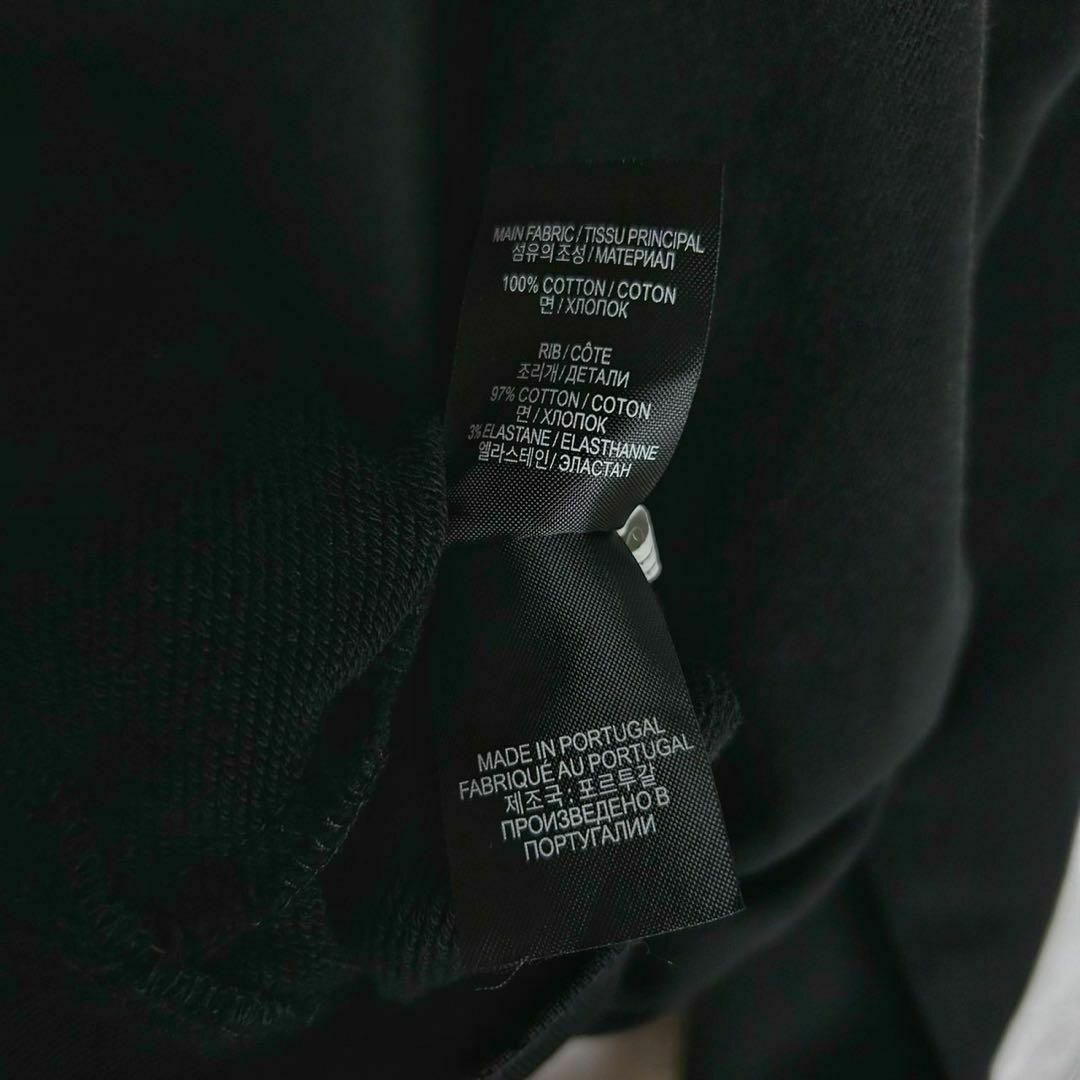 MAIN FABRIC / TISSU PRINCIPAL
섬유의 조성 / МАТЕРИАЛ
100% COTTON / COTON
면 / ХЛОПОК
RIB / CÔTE
조리개 / ДЕТАЛИ
97% COTTON / COTON
면 / ХЛОПОК
3% ELASTANE / ELASTHANNE
엘라스테인 / ЭЛАСТАН
MADE IN PORTUGAL
FABRIQUÉ AU PORTUGAL
제조국 : 포르투갈
ПРОИЗВЕДЕНО В
ПОРТУГАЛИИ